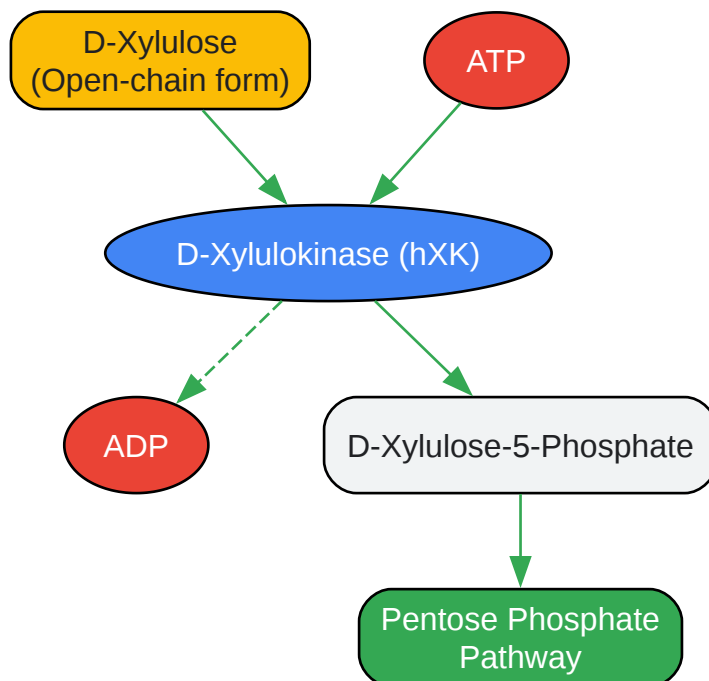 D-Xylulose
(Open-chain form)
ATP
D-Xylulokinase (hXK)
ADP
D-Xylulose-5-Phosphate
Pentose Phosphate
Pathway